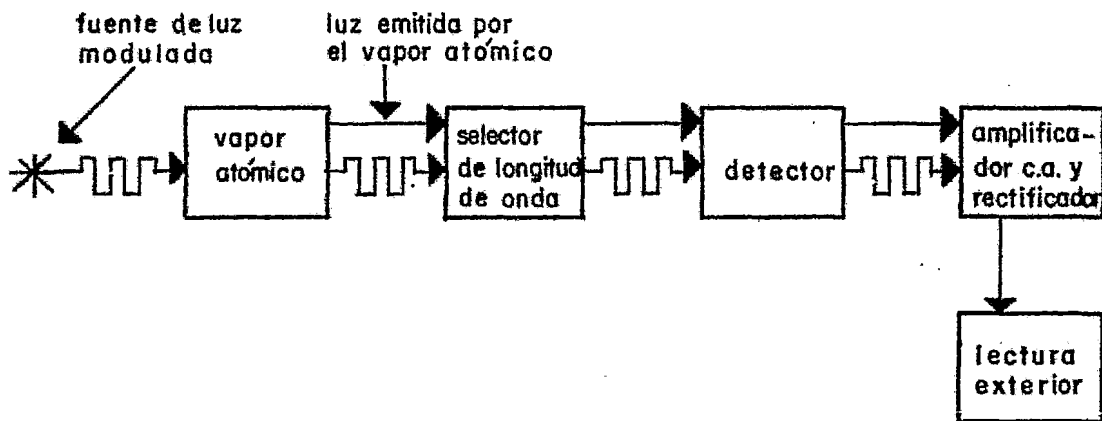 fuente de luz
modulada
luz emitida por
el vapor atómico
vapor
atómico
selector
de longitud
de onda
detector
amplifica-
dor c.a. y
rectificador
lectura
exterior